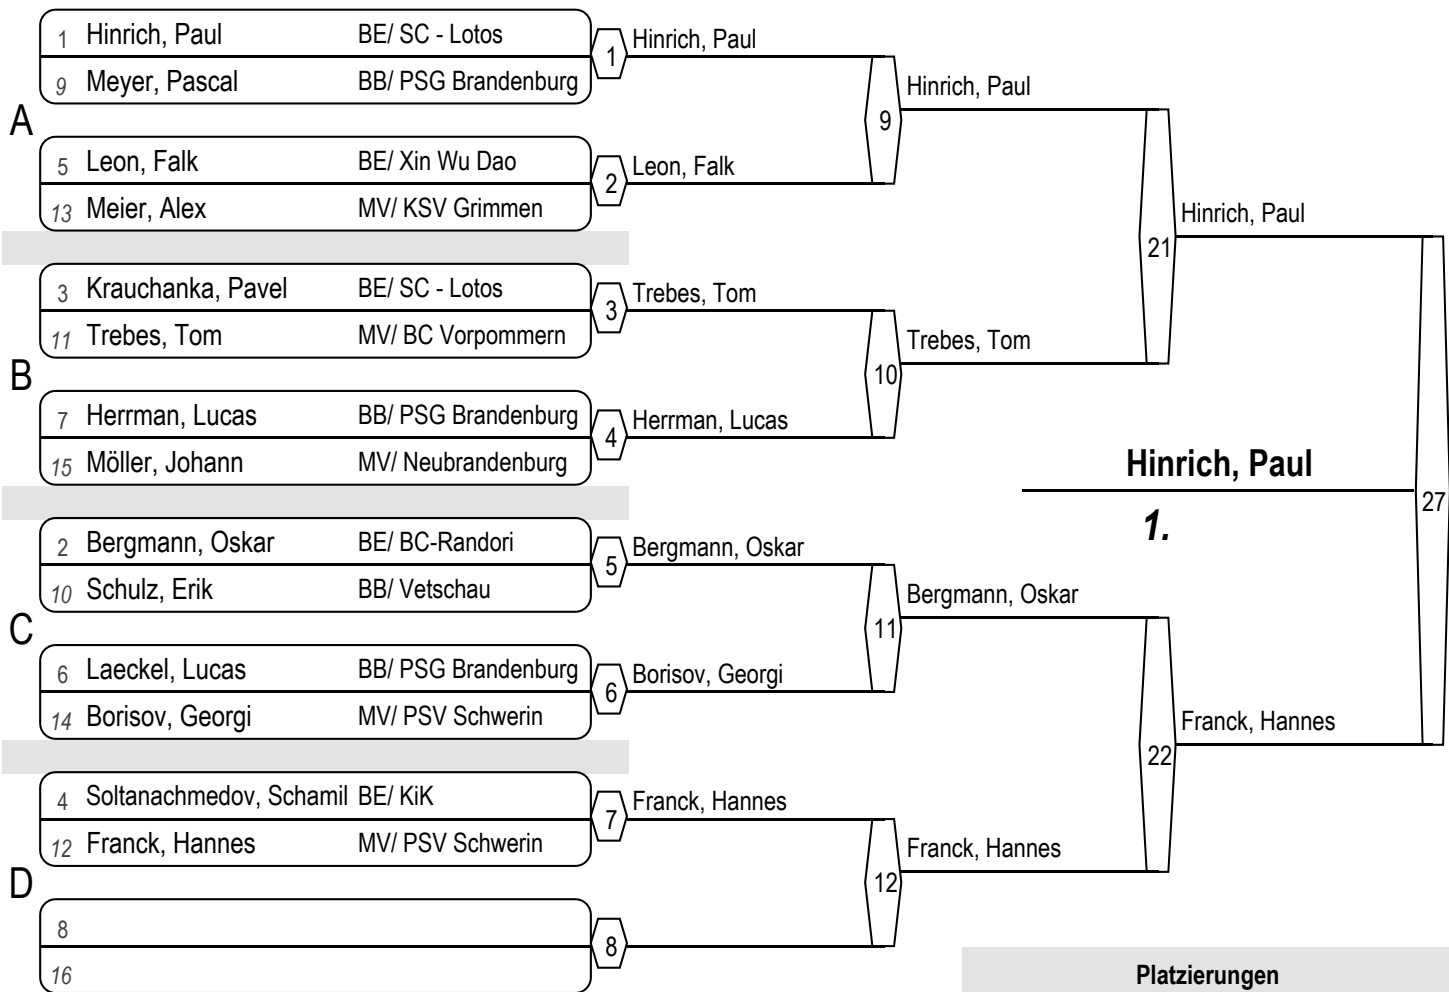 1 Hinrich, Paul BE/ SC - Lotos
9 Meyer, Pascal BB/ PSG Brandenburg
1
Hinrich, Paul
A
5 Leon, Falk BE/ Xin Wu Dao
13 Meier, Alex MV/ KSV Grimmen
2
Leon, Falk
9
Hinrich, Paul
3 Krauchanka, Pavel BE/ SC - Lotos
11 Trebes, Tom MV/ BC Vorpommern
3
Trebes, Tom
B
7 Herrman, Lucas BB/ PSG Brandenburg
15 Möller, Johann MV/ Neubrandenburg
4
Herrman, Lucas
10
Trebes, Tom
21
Hinrich, Paul
2 Bergmann, Oskar BE/ BC-Randori
10 Schulz, Erik BB/ Vetschau
5
Bergmann, Oskar
C
6 Laeckel, Lucas BB/ PSG Brandenburg
14 Borisov, Georgi MV/ PSV Schwerin
6
Borisov, Georgi
11
Bergmann, Oskar
4 Soltanachmedov, Schamil BE/ KiK
12 Franck, Hannes MV/ PSV Schwerin
7
Franck, Hannes
D
8
16
8
12
Franck, Hannes
22
Franck, Hannes
27
Hinrich, Paul
1.
Platzierungen